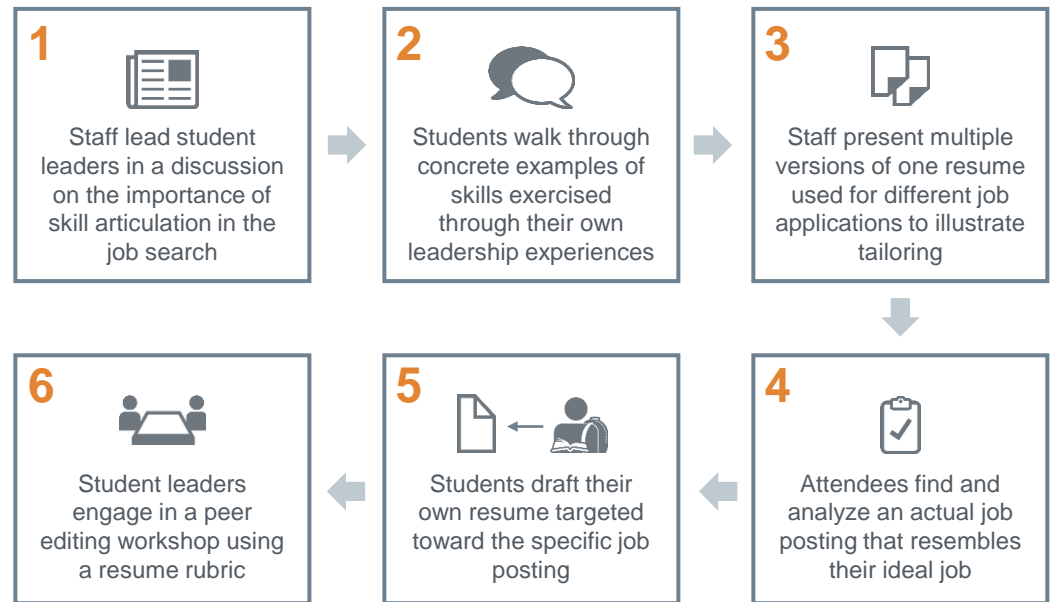 1
Staff lead student
leaders in a discussion
on the importance of
skill articulation in the
job search
2
Students walk through
concrete examples of
skills exercised
through their own
leadership experiences
3
Staff present multiple
versions of one resume
used for different job
applications to illustrate
tailoring
4
Attendees find and
analyze an actual job
posting that resembles
their ideal job
5
Students draft their
own resume targeted
toward the specific job
posting
6
Student leaders
engage in a peer
editing workshop using
a resume rubric